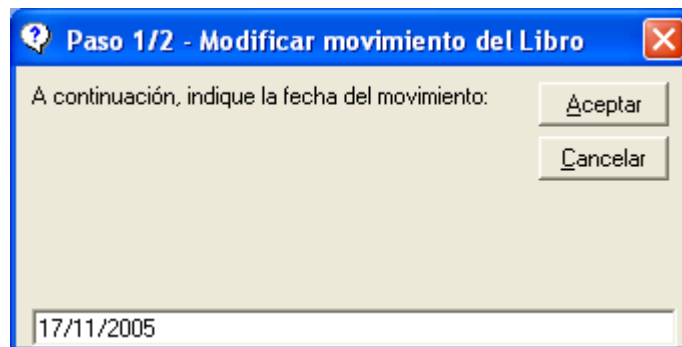 Paso 1/2 - Modificar movimiento del Libro
A continuación, indique la fecha del movimiento:
Aceptar
Cancelar
17/11/2005